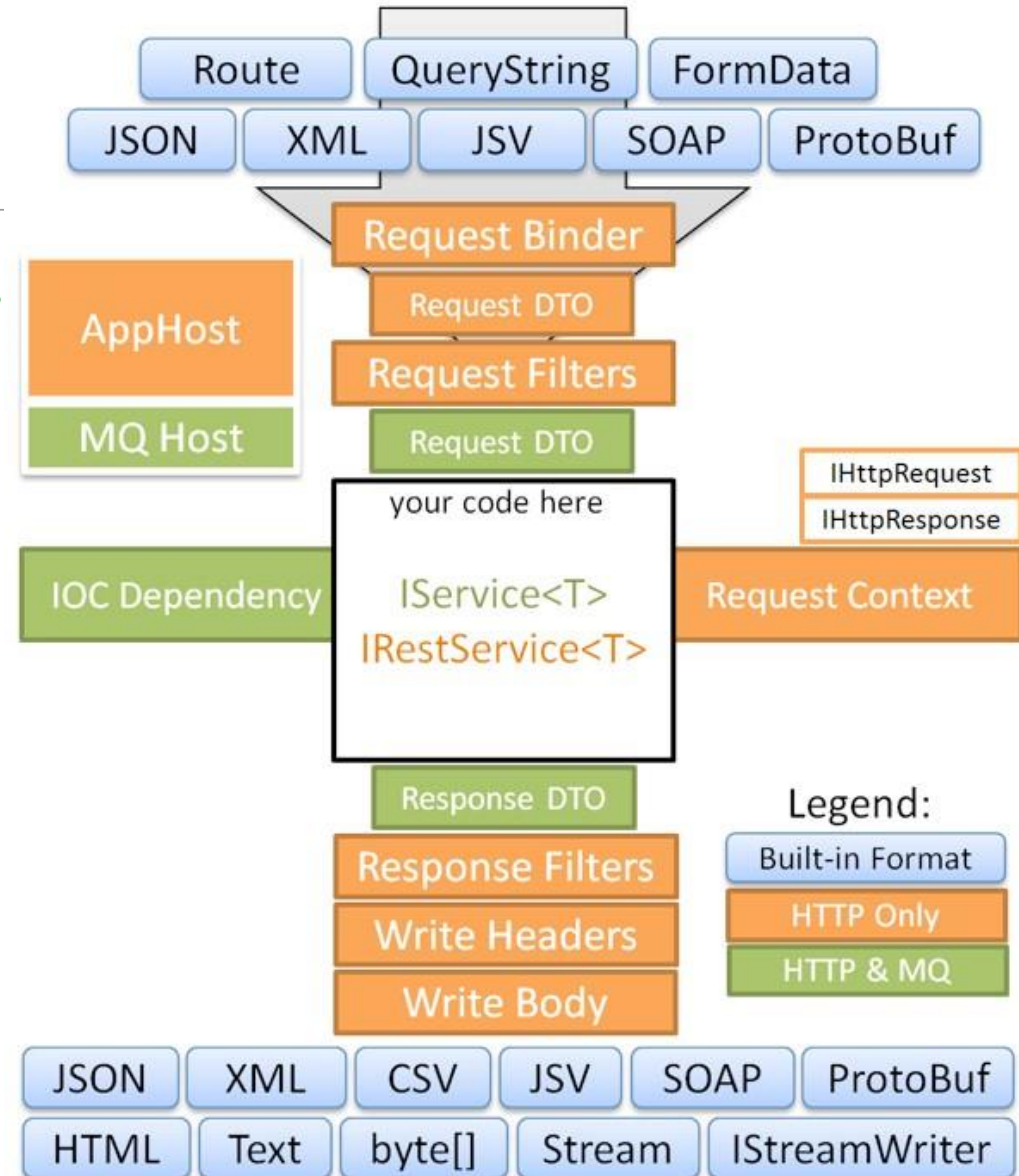 Route QueryString FormData
JSON XML JSV SOAP ProtoBuf
Request Binder
Request DTO
AppHost
Request Filters
MQ Host
Request DTO
your code here
IHttpRequest
IHttpResponse
IOC Dependency
IService<T>
IRestService<T>
Request Context
Response DTO
Legend:
Response Filters
Built-in Format
Write Headers
HTTP Only
Write Body
HTTP & MQ
JSON XML CSV JSV SOAP ProtoBuf
HTML Text byte[] Stream IStreamWriter